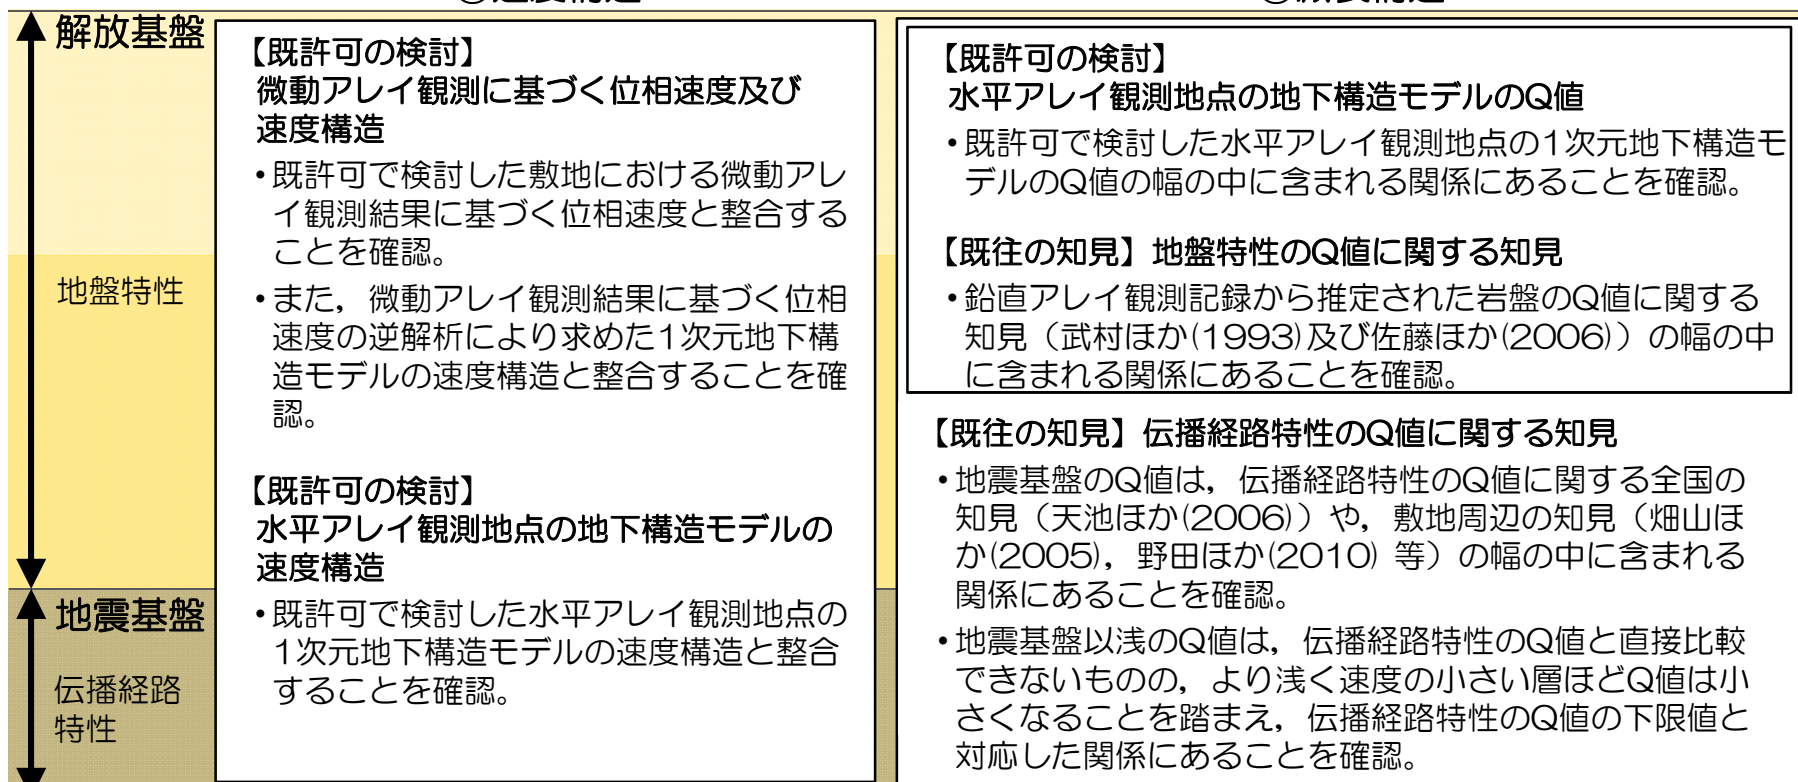 解放基盤
地盤特性
地震基盤
伝播経路
特性
【既許可の検討】
微動アレイ観測に基づく位相速度及び
速度構造
•既許可で検討した敷地における微動アレ
イ観測結果に基づく位相速度と整合する
ことを確認。
•また，微動アレイ観測結果に基づく位相
速度の逆解析により求めた1次元地下構
造モデルの速度構造と整合することを確
認。
【既許可の検討】
水平アレイ観測地点の地下構造モデルの
速度構造
•既許可で検討した水平アレイ観測地点の
1次元地下構造モデルの速度構造と整合
することを確認。
【既許可の検討】
水平アレイ観測地点の地下構造モデルのQ値
•既許可で検討した水平アレイ観測地点の1次元地下構造モ
デルのQ値の幅の中に含まれる関係にあることを確認。
【既往の知見】地盤特性のQ値に関する知見
•鉛直アレイ観測記録から推定された岩盤のQ値に関する
知見（武村ほか(1993)及び佐藤ほか(2006)）の幅の中
に含まれる関係にあることを確認。
【既往の知見】伝播経路特性のQ値に関する知見
•地震基盤のQ値は，伝播経路特性のQ値に関する全国の
知見（天池ほか(2006)）や，敷地周辺の知見（畑山ほ
か(2005)，野田ほか(2010) 等）の幅の中に含まれる
関係にあることを確認。
•地震基盤以浅のQ値は，伝播経路特性のQ値と直接比較
できないものの，より浅く速度の小さい層ほどQ値は小
さくなることを踏まえ，伝播経路特性のQ値の下限値と
対応した関係にあることを確認。